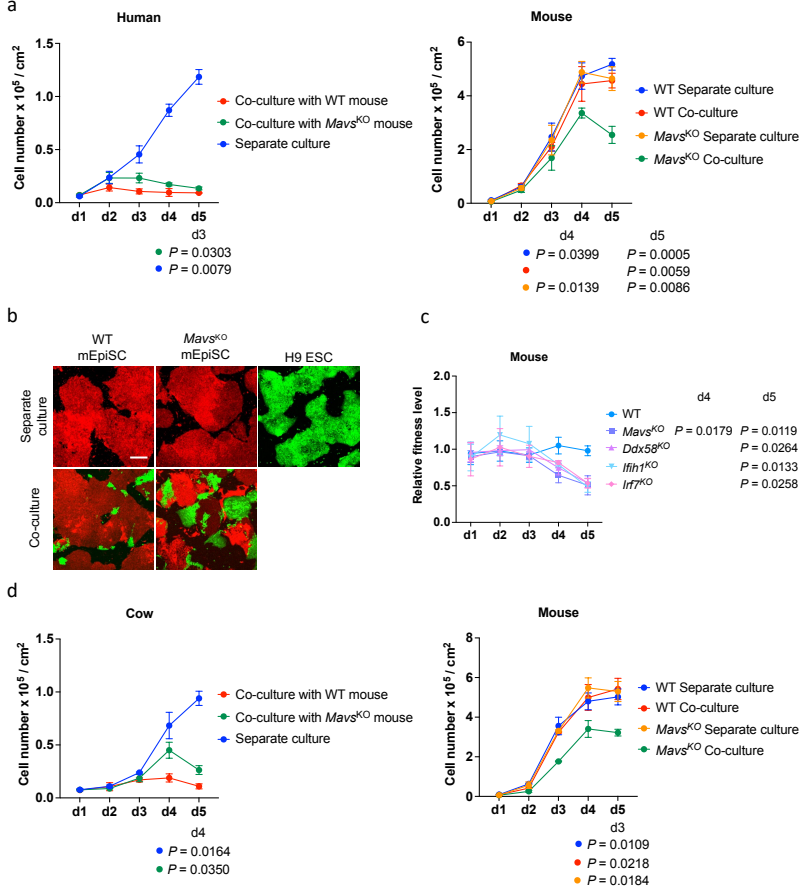 a
Human
Cell number x 10⁵ / cm²
1.5
1.0
0.5
0.0
d1 d2 d3 d4 d5
Co-culture with WT mouse
Co-culture with Mavsᴷᴼ mouse
Separate culture
d3
P = 0.0303
P = 0.0079
Mouse
Cell number x 10⁵ / cm²
6
4
2
0
d1 d2 d3 d4 d5
WT Separate culture
WT Co-culture
Mavsᴷᴼ Separate culture
Mavsᴷᴼ Co-culture
d4 d5
P = 0.0399 P = 0.0005
P = 0.0059
P = 0.0139 P = 0.0086
b
WT
mEpiSC
Mavsᴷᴼ
mEpiSC
H9 ESC
Separate
culture
Co-culture
c
Mouse
Relative fitness level
2.0
1.5
1.0
0.5
0.0
d1 d2 d3 d4 d5
d4 d5
WT
Mavsᴷᴼ P = 0.0179 P = 0.0119
Ddx58ᴷᴼ P = 0.0264
Ifih1ᴷᴼ P = 0.0133
Irf7ᴷᴼ P = 0.0258
d
Cow
Cell number x 10⁵ / cm²
1.5
1.0
0.5
0.0
d1 d2 d3 d4 d5
Co-culture with WT mouse
Co-culture with Mavsᴷᴼ mouse
Separate culture
d4
P = 0.0164
P = 0.0350
Mouse
Cell number x 10⁵ / cm²
8
6
4
2
0
d1 d2 d3 d4 d5
WT Separate culture
WT Co-culture
Mavsᴷᴼ Separate culture
Mavsᴷᴼ Co-culture
d3
P = 0.0109
P = 0.0218
P = 0.0184